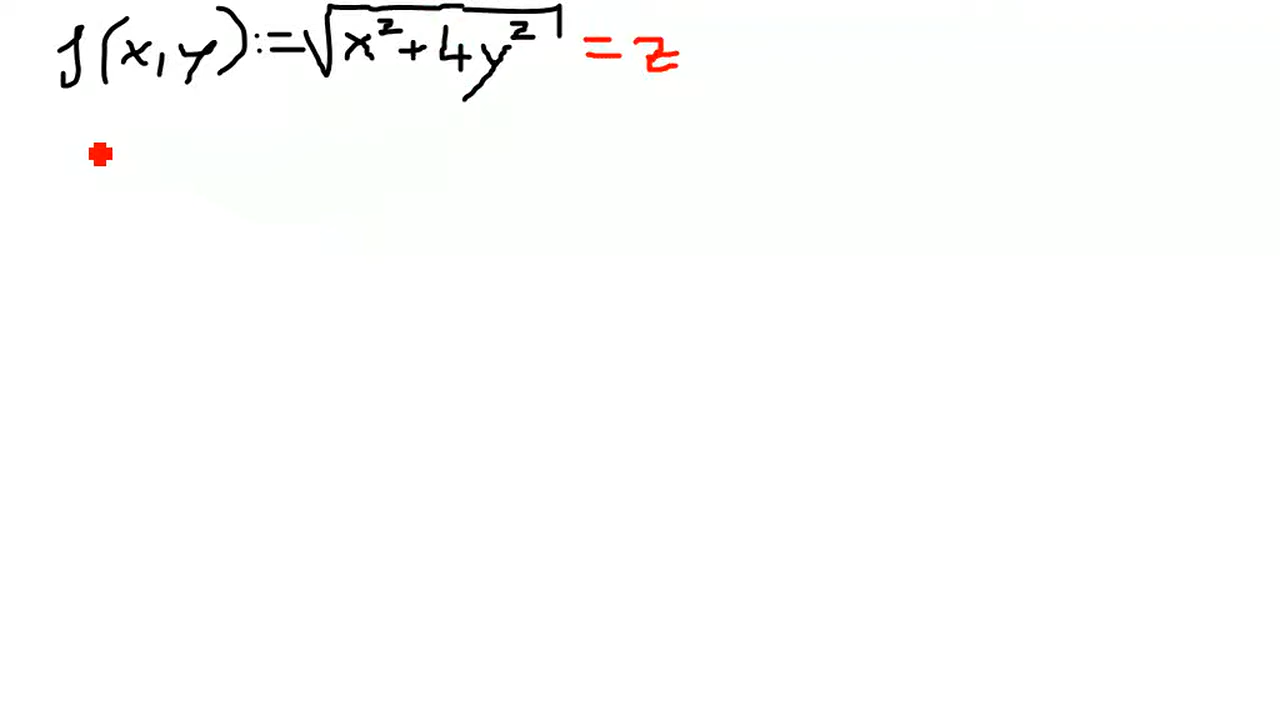 f(x,y):=√(x²+4y²) = z